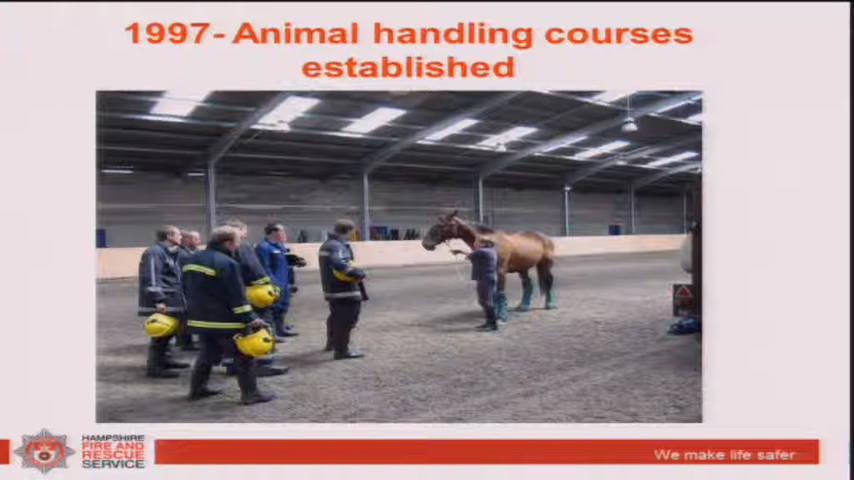 1997- Animal handling courses
established
HAMPSHIRE
FIRE AND
RESCUE
SERVICE
We make life safer